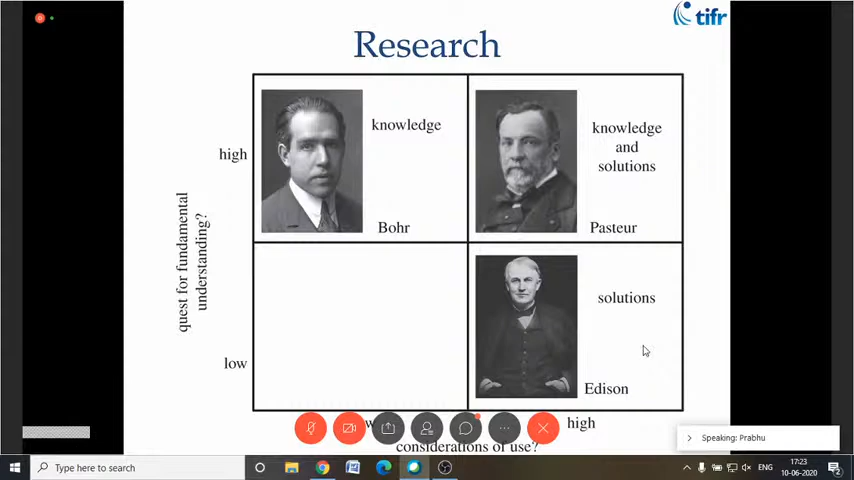 tifr
Research
high
knowledge
Bohr
knowledge
and
solutions
Pasteur
quest for fundamental
understanding?
low
solutions
Edison
high
considerations of use?
Speaking: Prabhu
Type here to search
ENG
17:23
10-06-2020
2